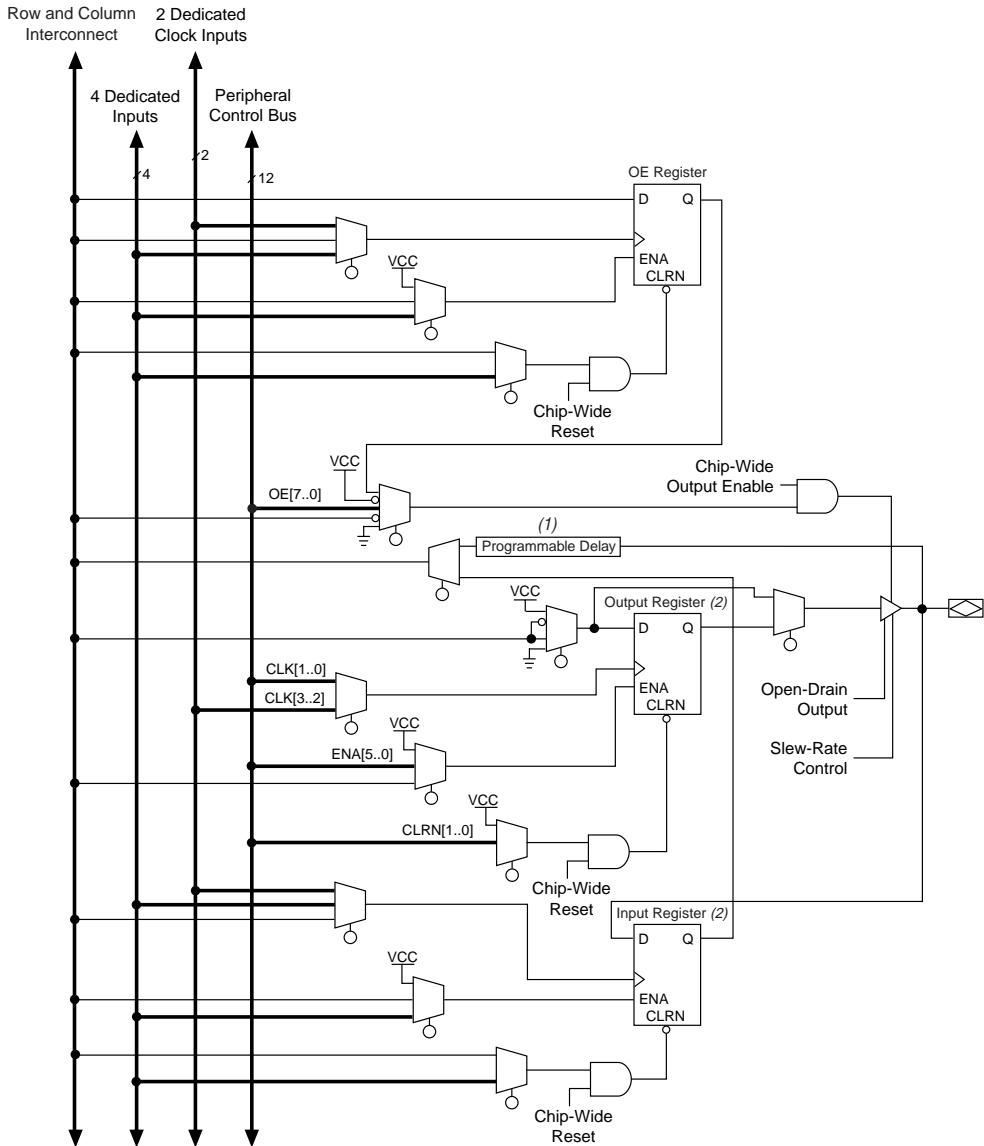 Row and Column
Interconnect
2 Dedicated
Clock Inputs
4 Dedicated
Inputs
Peripheral
Control Bus
2
4
12
OE Register
D Q
ENA
CLRN
VCC
Chip-Wide
Reset
VCC
OE[7..0]
Chip-Wide
Output Enable
(1)
Programmable Delay
VCC
Output Register (2)
D Q
ENA
CLRN
CLK[1..0]
CLK[3..2]
Open-Drain
Output
VCC
ENA[5..0]
Slew-Rate
Control
VCC
CLRN[1..0]
Chip-Wide
Reset
Input Register (2)
D Q
ENA
CLRN
VCC
Chip-Wide
Reset